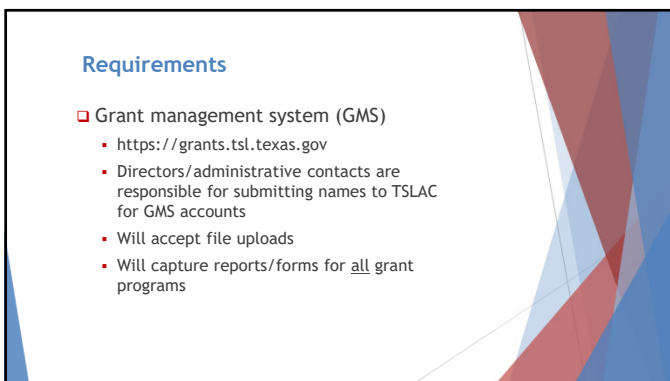 Requirements
Grant management system (GMS)
https://grants.tsl.texas.gov
Directors/administrative contacts are
responsible for submitting names to TSLAC
for GMS accounts
Will accept file uploads
Will capture reports/forms for all grant
programs